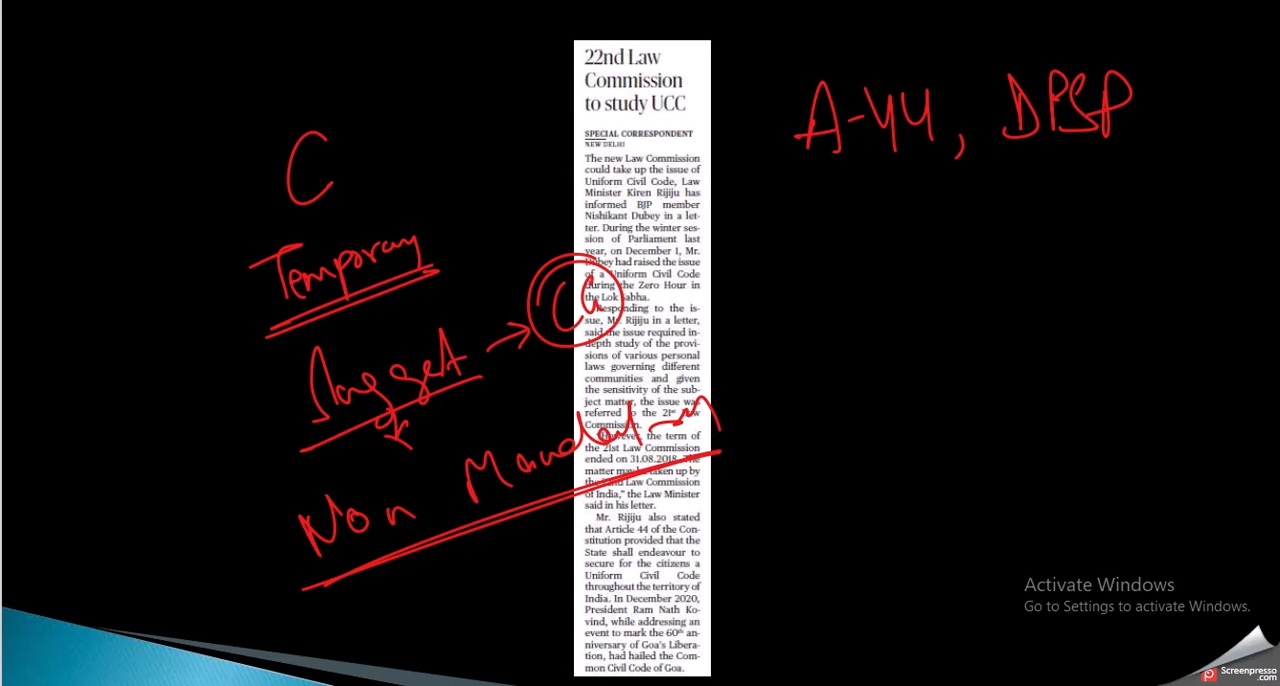 22nd Law
Commission
to study UCC
SPECIAL CORRESPONDENT
NEW DELHI
The new Law Commission
could take up the issue of
Uniform Civil Code, Law
Minister Kiren Rijiju has
informed BJP member
Nishikant Dubey in a let-
ter. During the winter ses-
sion of Parliament last
year, on December 1, Mr.
Dubey had raised the issue
of a Uniform Civil Code
during the Zero Hour in
the Lok Sabha.
Responding to the is-
sue, Mr. Rijiju in a letter,
said the issue required in-
depth study of the provi-
sions of various personal
laws governing different
communities and given
the sensitivity of the sub-
ject matter, the issue was
referred to the 21st Law
Commission.
However, the term of
the 21st Law Commission
ended on 31.08.2018. The
matter may be taken up by
the 22nd Law Commission
of India," the Law Minister
said in his letter.
Mr. Rijiju also stated
that Article 44 of the Con-
stitution provided that the
State shall endeavour to
secure for the citizens a
Uniform Civil Code
throughout the territory of
India. In December 2020,
President Ram Nath Ko-
vind, while addressing an
event to mark the 60th an-
niversary of Goa's Libera-
tion, had hailed the Com-
mon Civil Code of Goa.
C
Temporary
CG
Non Mandatory
A-44, DPSP
Activate Windows
Go to Settings to activate Windows.
Screenpresso
.com